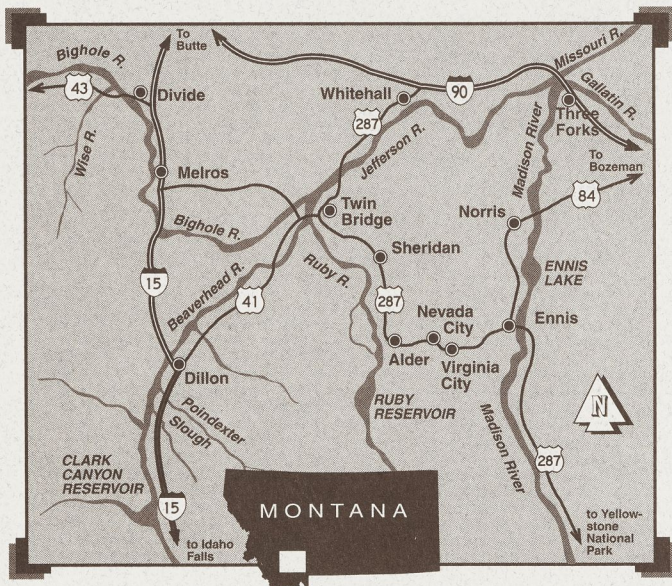 To
Butte
Bighole R.
43
Divide
Wise R.
Whitehall
90
Missouri R.
Gallatin R.
Three
Forks
287
Jefferson R.
Madison River
To
Bozeman
84
Melros
Bighole R.
Twin
Bridge
Norris
Sheridan
Ruby R.
ENNIS
LAKE
15
Beaverhead R.
41
287
Nevada
City
Ennis
Alder
Virginia
City
Dillon
Poindexter
Slough
RUBY
RESERVOIR
Madison River
N
CLARK
CANYON
RESERVOIR
287
15
MONTANA
to Idaho
Falls
to Yellow-
stone
National
Park